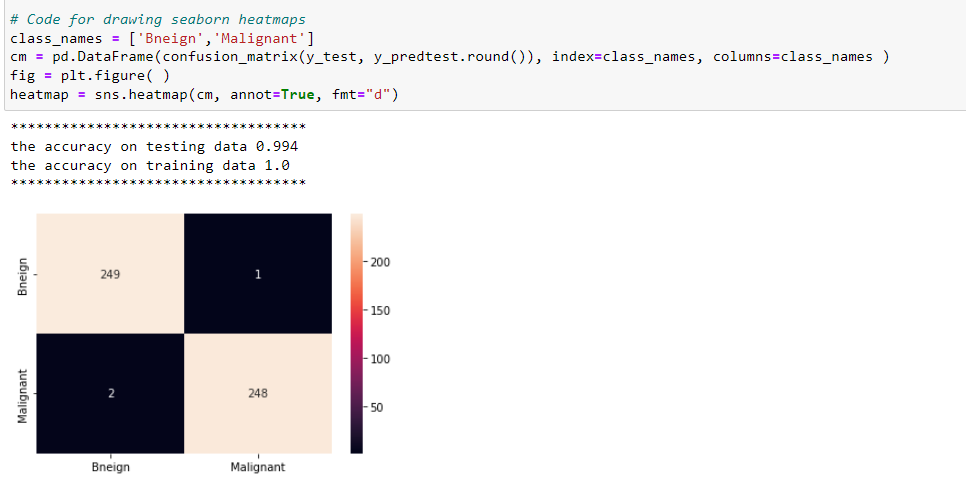 # Code for drawing seaborn heatmaps
class_names = ['Bneign','Malignant']
cm = pd.DataFrame(confusion_matrix(y_test, y_predtest.round()), index=class_names, columns=class_names )
fig = plt.figure( )
heatmap = sns.heatmap(cm, annot=True, fmt="d")
***********************************
the accuracy on testing data 0.994
the accuracy on training data 1.0
***********************************
Bneign
249
1
Malignant
2
248
Bneign
Malignant
200
150
100
50